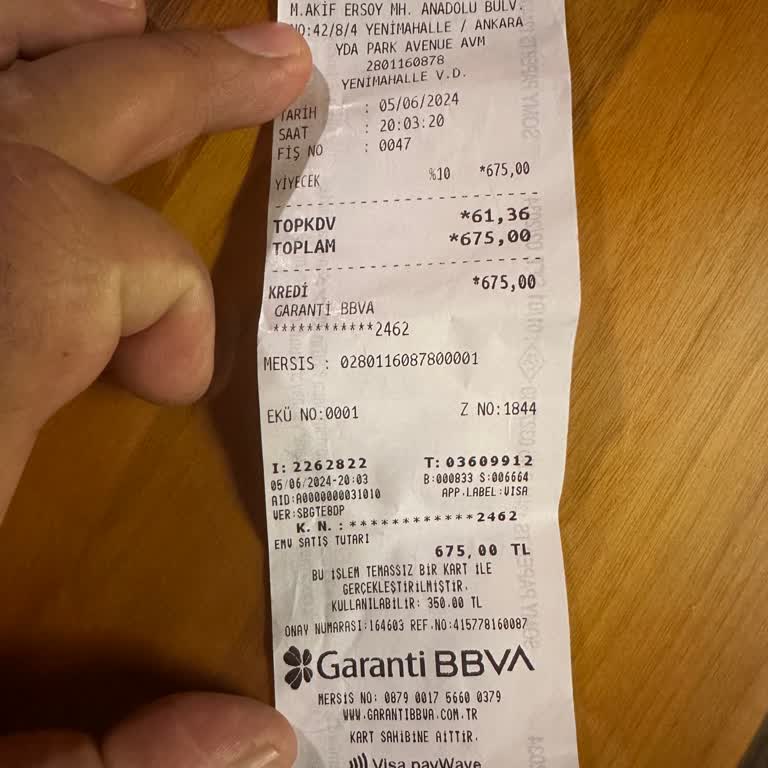 M.AKİF ERSOY MH. ANADOLU BULV.
NO:42/8/4 YENİMAHALLE / ANKARA
YDA PARK AVENUE AVM
2801160878
YENİMAHALLE V.D.
TARİH : 05/06/2024
SAAT : 20:03:20
FİŞ NO : 0047
YİYECEK %10 *675,00
TOPKDV *61,36
TOPLAM *675,00
KREDİ *675,00
GARANTİ BBVA
************2462
MERSIS : 0280116087800001
EKÜ NO:0001 Z NO:1844
I: 2262822 T: 03609912
05/06/2024-20:03 B:000833 S:006664
AID:A0000000031010 APP.LABEL:VISA
VER:SBGTE8DP
K. N. : ************2462
EMV SATIŞ TUTARI
675,00 TL
BU İŞLEM TEMASSIZ BİR KART İLE
GERÇEKLEŞTİRİLMİŞTİR.
KULLANILABİLİR: 350.00 TL
ONAY NUMARASI:164603 REF.NO:415778160087
Garanti BBVA
MERSIS NO: 0879 0017 5660 0379
WWW.GARANTIBBVA.COM.TR
KART SAHİBİNE AİTTİR.
Visa payWave